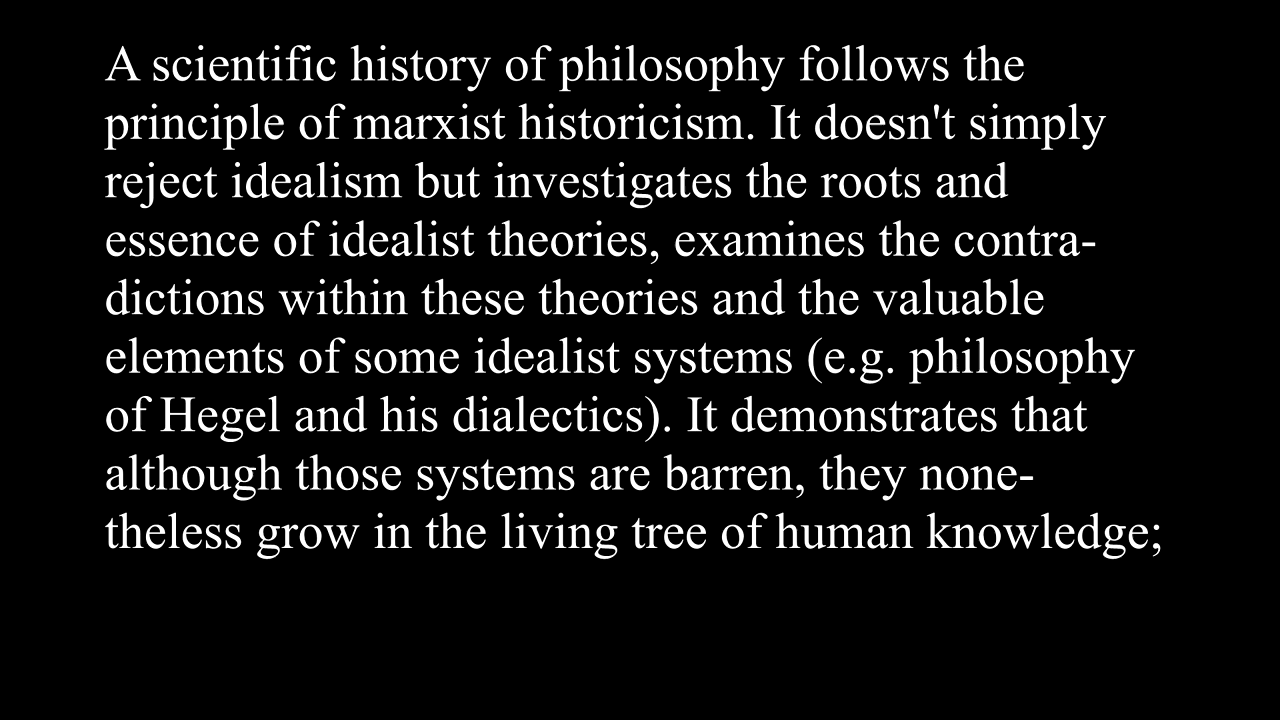 A scientific history of philosophy follows the
principle of marxist historicism. It doesn't simply
reject idealism but investigates the roots and
essence of idealist theories, examines the contra-
dictions within these theories and the valuable
elements of some idealist systems (e.g. philosophy
of Hegel and his dialectics). It demonstrates that
although those systems are barren, they none-
theless grow in the living tree of human knowledge;